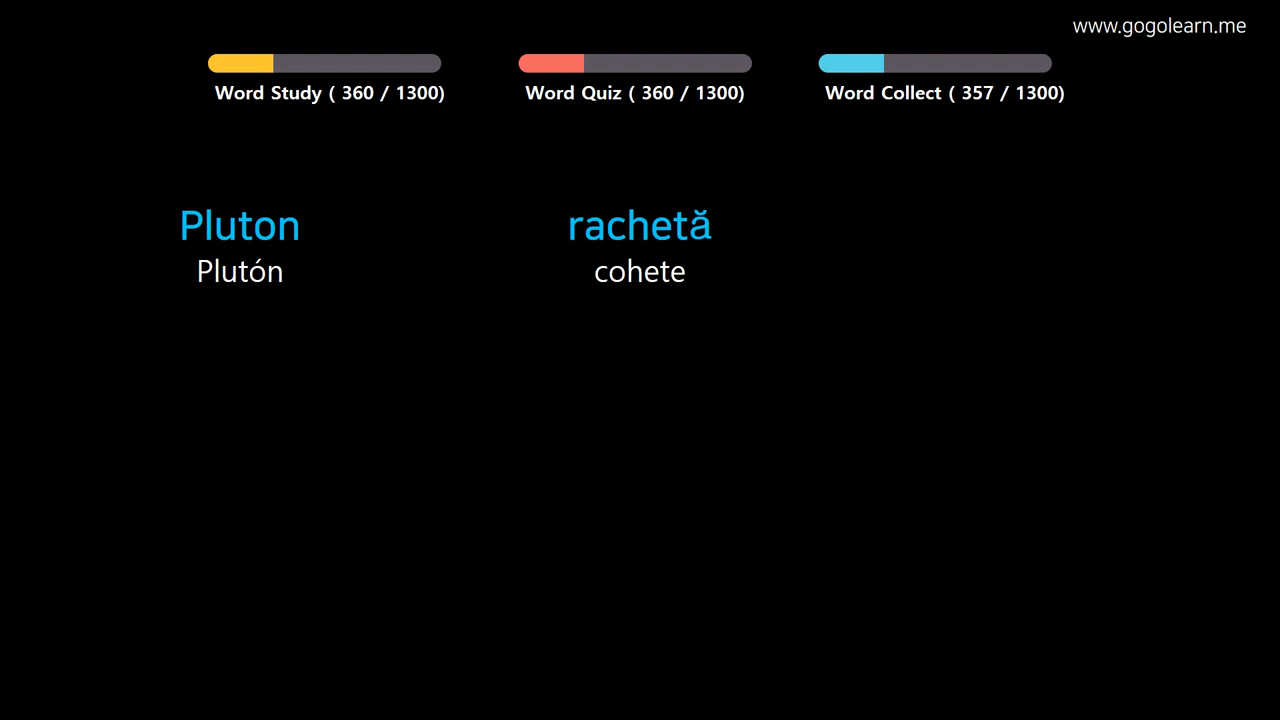 www.gogolearn.me
Word Study ( 360 / 1300)
Word Quiz ( 360 / 1300)
Word Collect ( 357 / 1300)
Pluton
Plutón
rachetă
cohete